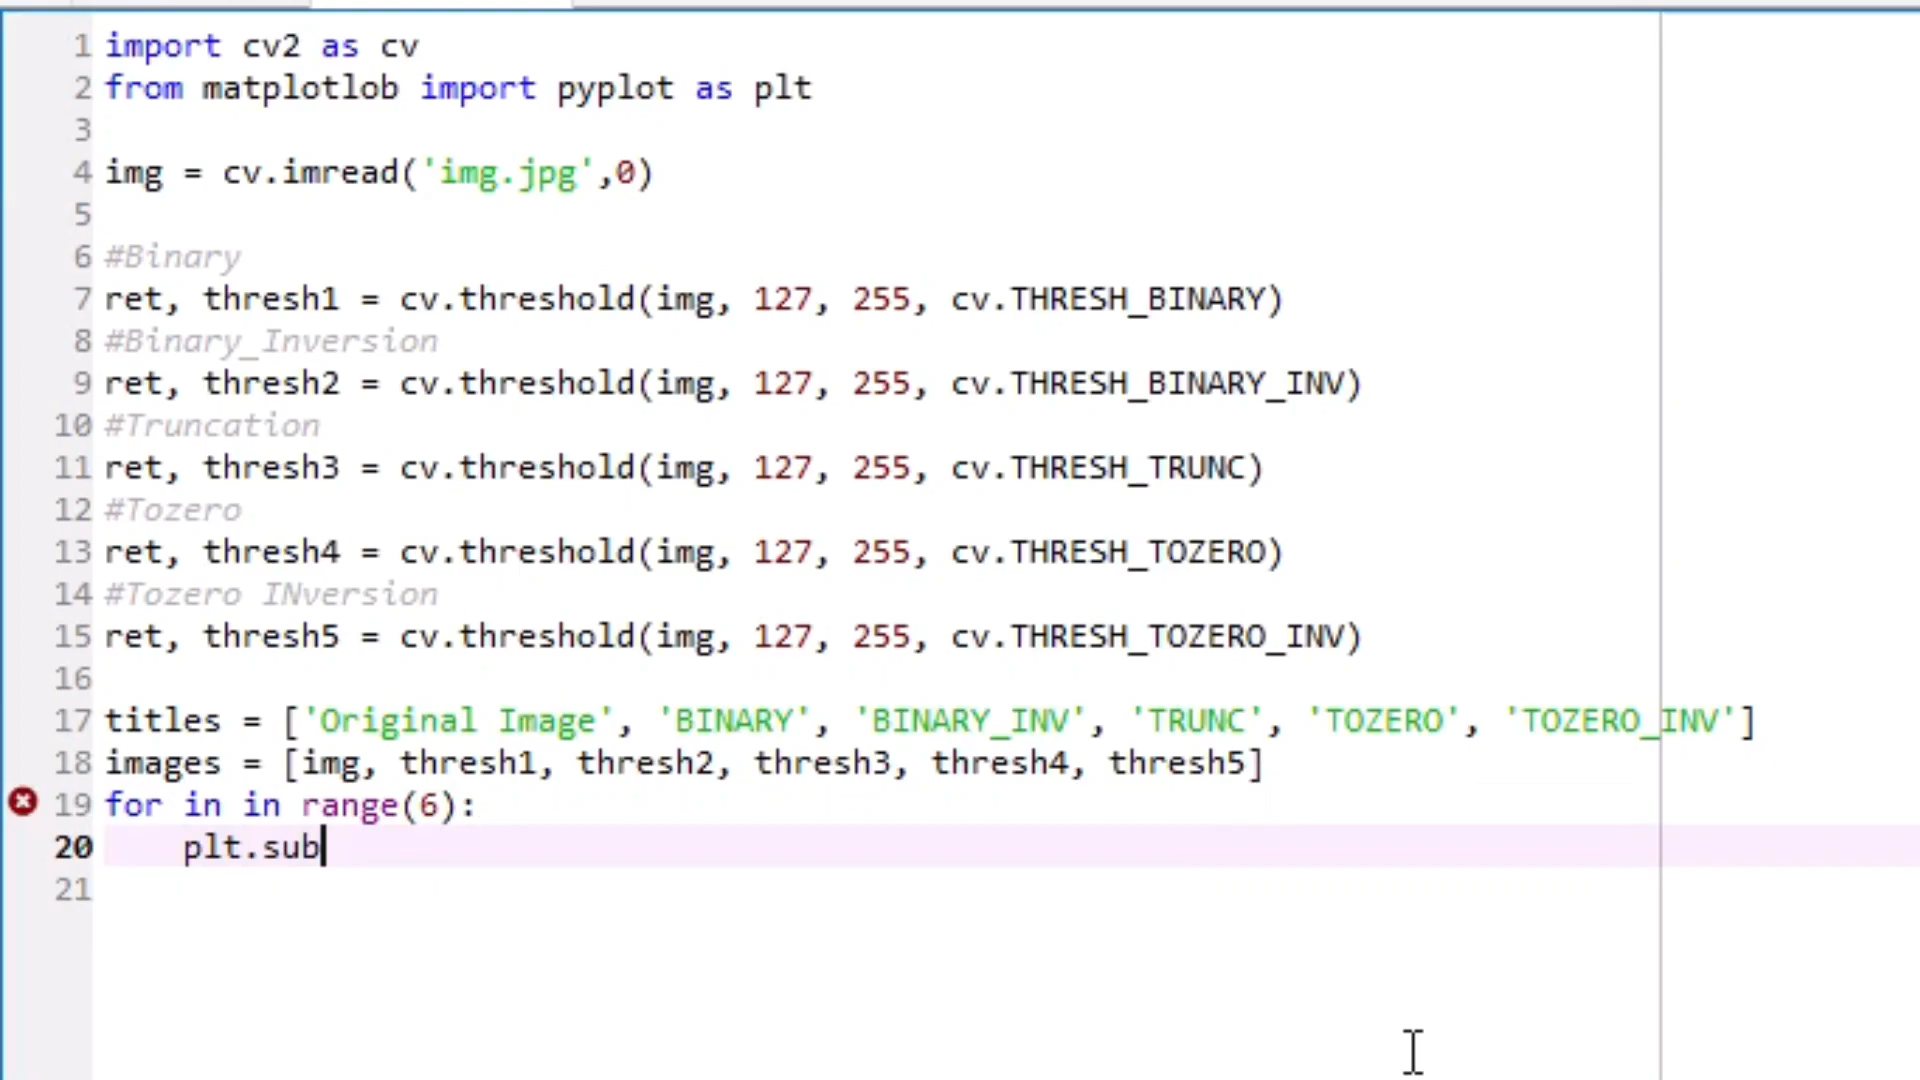 1 import cv2 as cv
2 from matplotlob import pyplot as plt
3
4 img = cv.imread('img.jpg',0)
5
6 #Binary
7 ret, thresh1 = cv.threshold(img, 127, 255, cv.THRESH_BINARY)
8 #Binary_Inversion
9 ret, thresh2 = cv.threshold(img, 127, 255, cv.THRESH_BINARY_INV)
10 #Truncation
11 ret, thresh3 = cv.threshold(img, 127, 255, cv.THRESH_TRUNC)
12 #Tozero
13 ret, thresh4 = cv.threshold(img, 127, 255, cv.THRESH_TOZERO)
14 #Tozero INversion
15 ret, thresh5 = cv.threshold(img, 127, 255, cv.THRESH_TOZERO_INV)
16
17 titles = ['Original Image', 'BINARY', 'BINARY_INV', 'TRUNC', 'TOZERO', 'TOZERO_INV']
18 images = [img, thresh1, thresh2, thresh3, thresh4, thresh5]
19 for in in range(6):
20     plt.sub
21